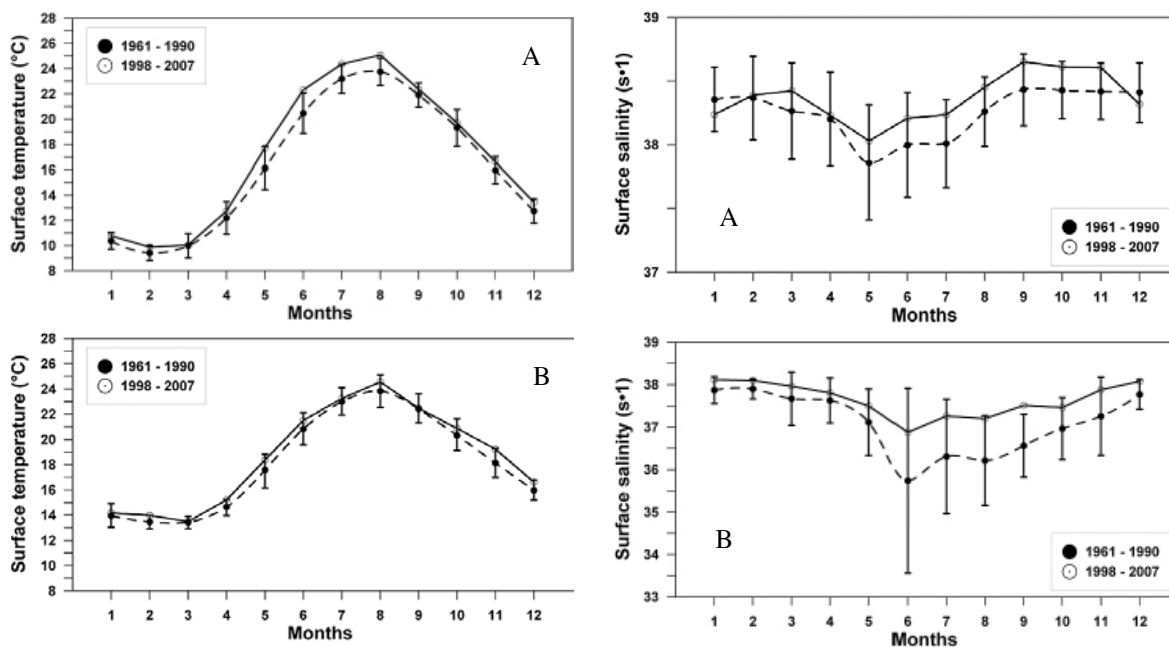 Surface temperature (°C)
28
26
24
22
20
18
16
14
12
10
8
1961 - 1990
1998 - 2007
A
1 2 3 4 5 6 7 8 9 10 11 12
Months
Surface salinity (s•1)
39
38
37
A
1961 - 1990
1998 - 2007
1 2 3 4 5 6 7 8 9 10 11 12
Months
Surface temperature (°C)
28
26
24
22
20
18
16
14
12
10
8
1961 - 1990
1998 - 2007
B
1 2 3 4 5 6 7 8 9 10 11 12
Months
Surface salinity (s•1)
39
38
37
36
35
34
33
B
1961 - 1990
1998 - 2007
1 2 3 4 5 6 7 8 9 10 11 12
Months